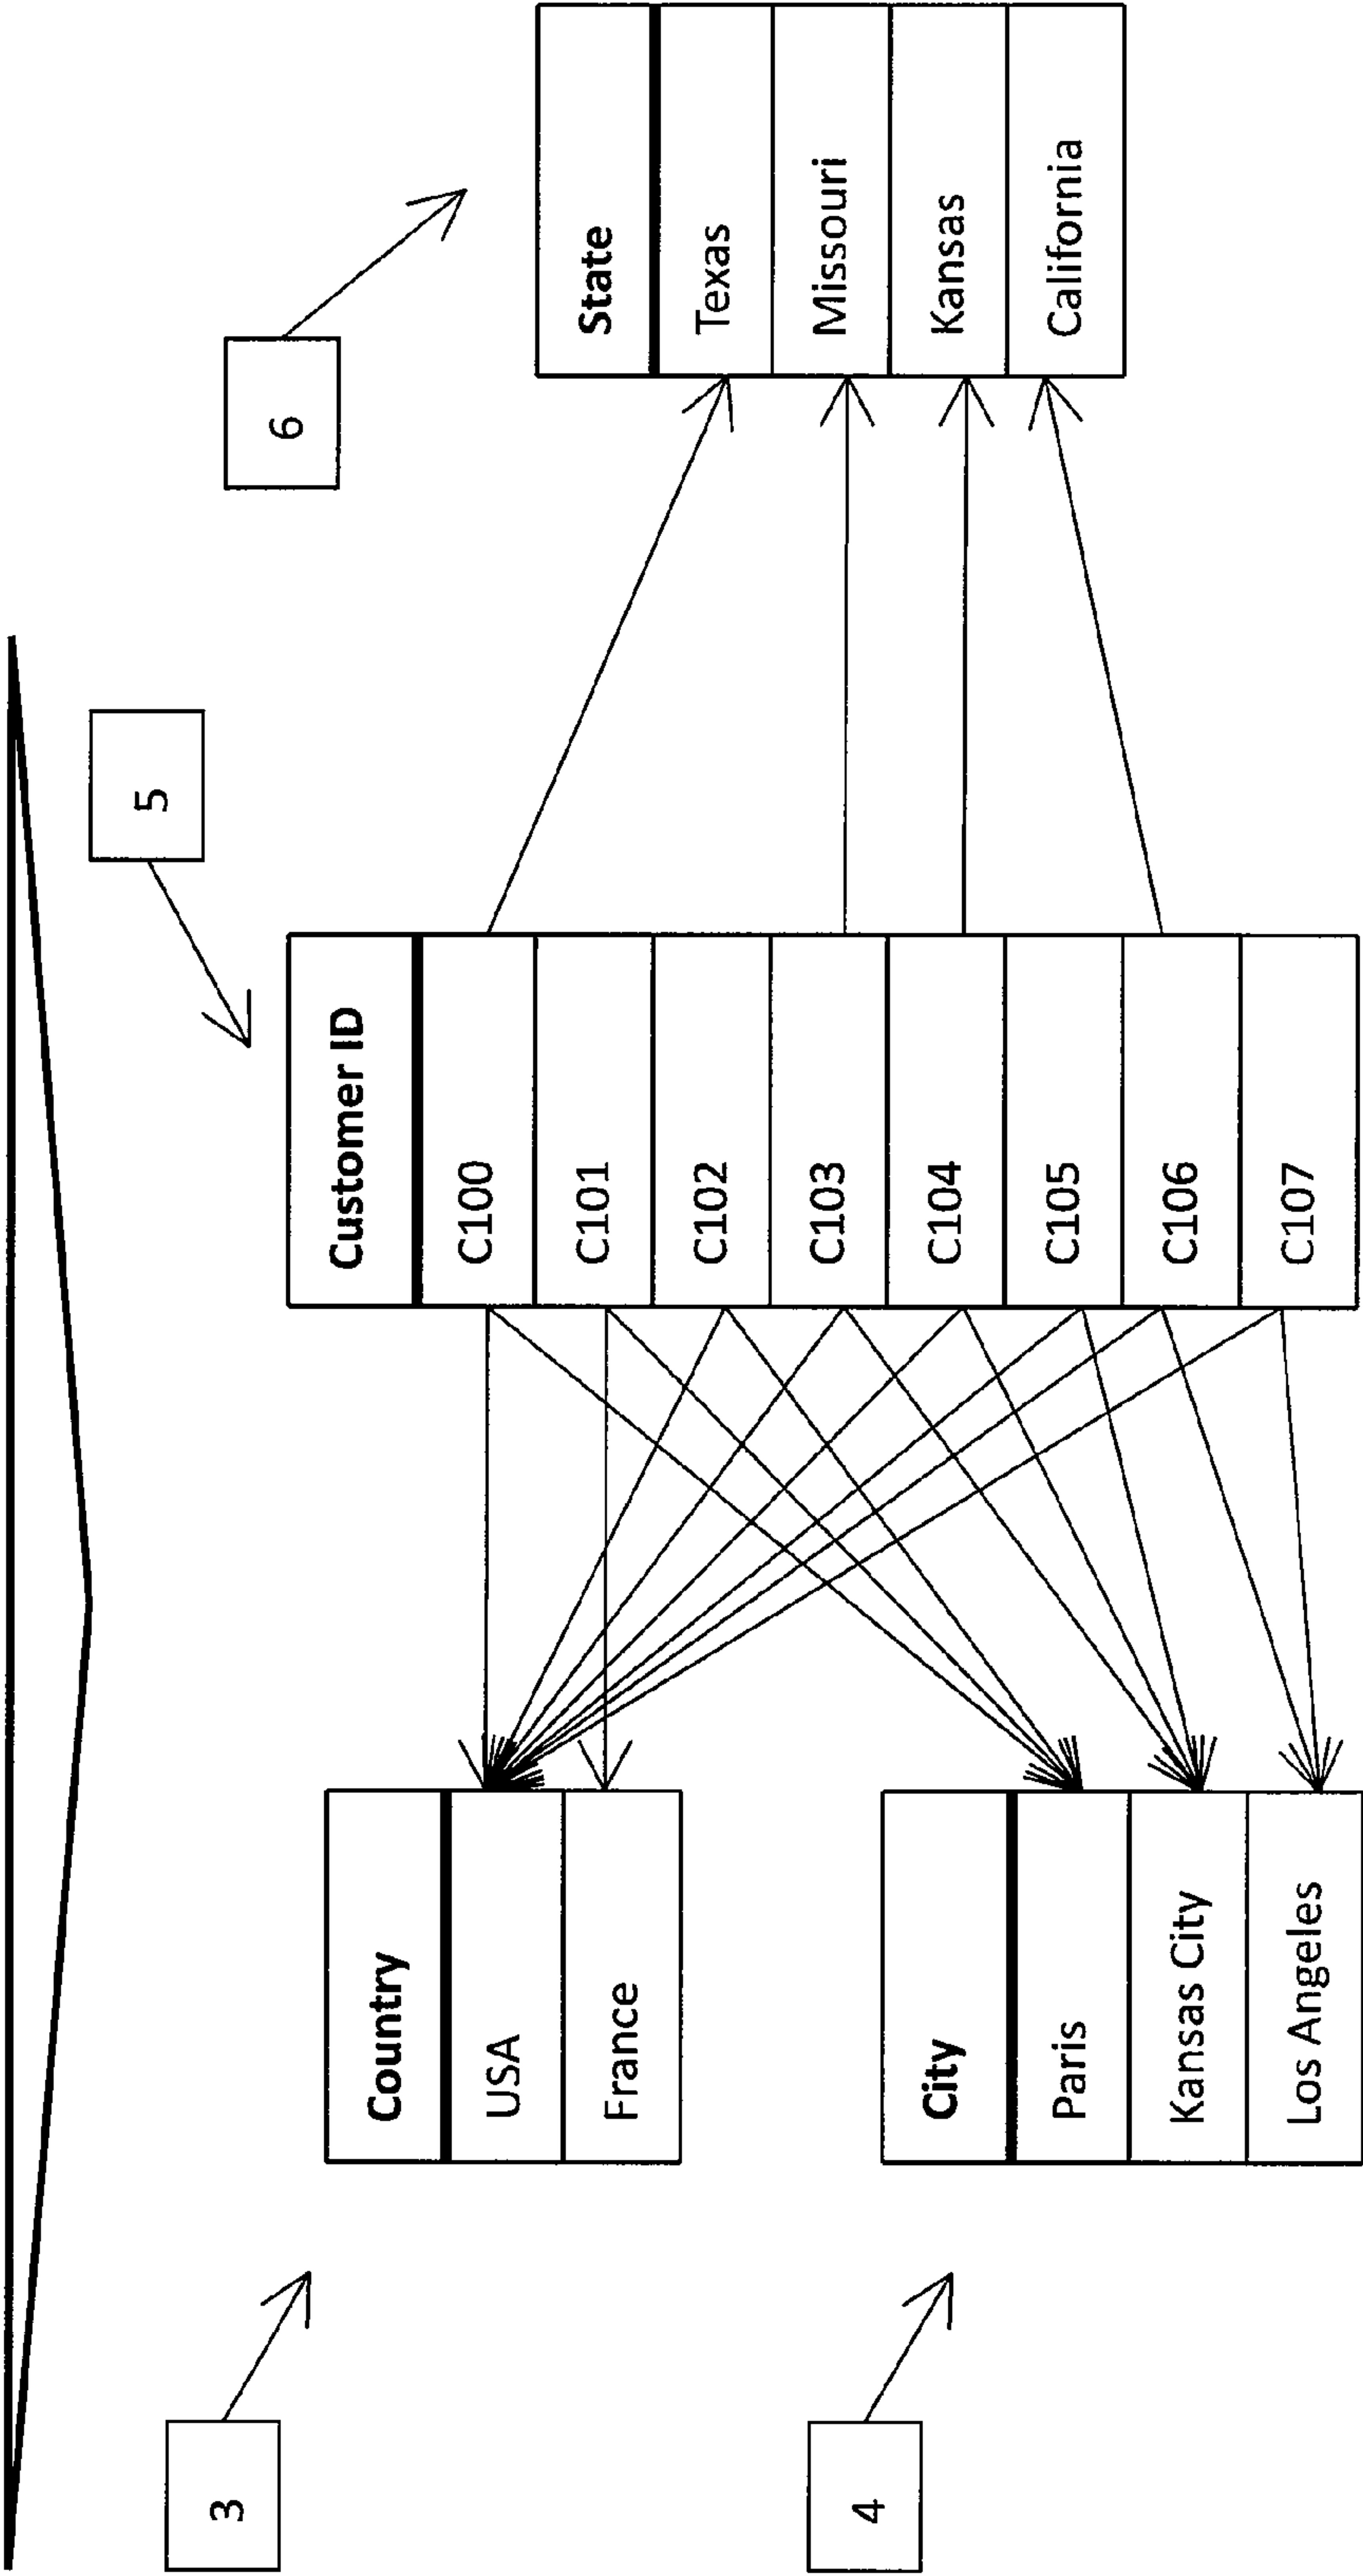 3
Country
USA
France
4
City
Paris
Kansas City
Los Angeles
5
Customer ID
C100
C101
C102
C103
C104
C105
C106
C107
6
State
Texas
Missouri
Kansas
California